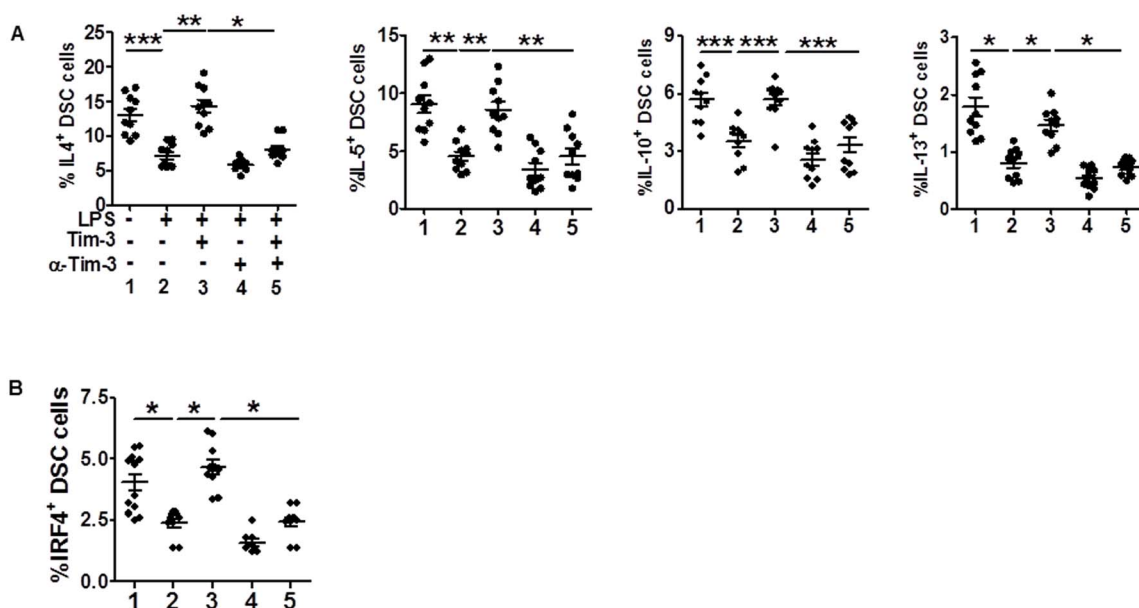 A
% IL4+ DSC cells
25
20
15
10
5
0
*** ** *
LPS - + + + +
Tim-3 - - + - +
α-Tim-3 - - - + +
1 2 3 4 5
%IL-5+ DSC cells
15
10
5
0
** ** **
1 2 3 4 5
%IL-10+ DSC cells
9
6
3
0
*** *** ***
1 2 3 4 5
%IL-13+ DSC cells
3
2
1
0
* * *
1 2 3 4 5
B
%IRF4+ DSC cells
7.5
5.0
2.5
0.0
* * *
1 2 3 4 5